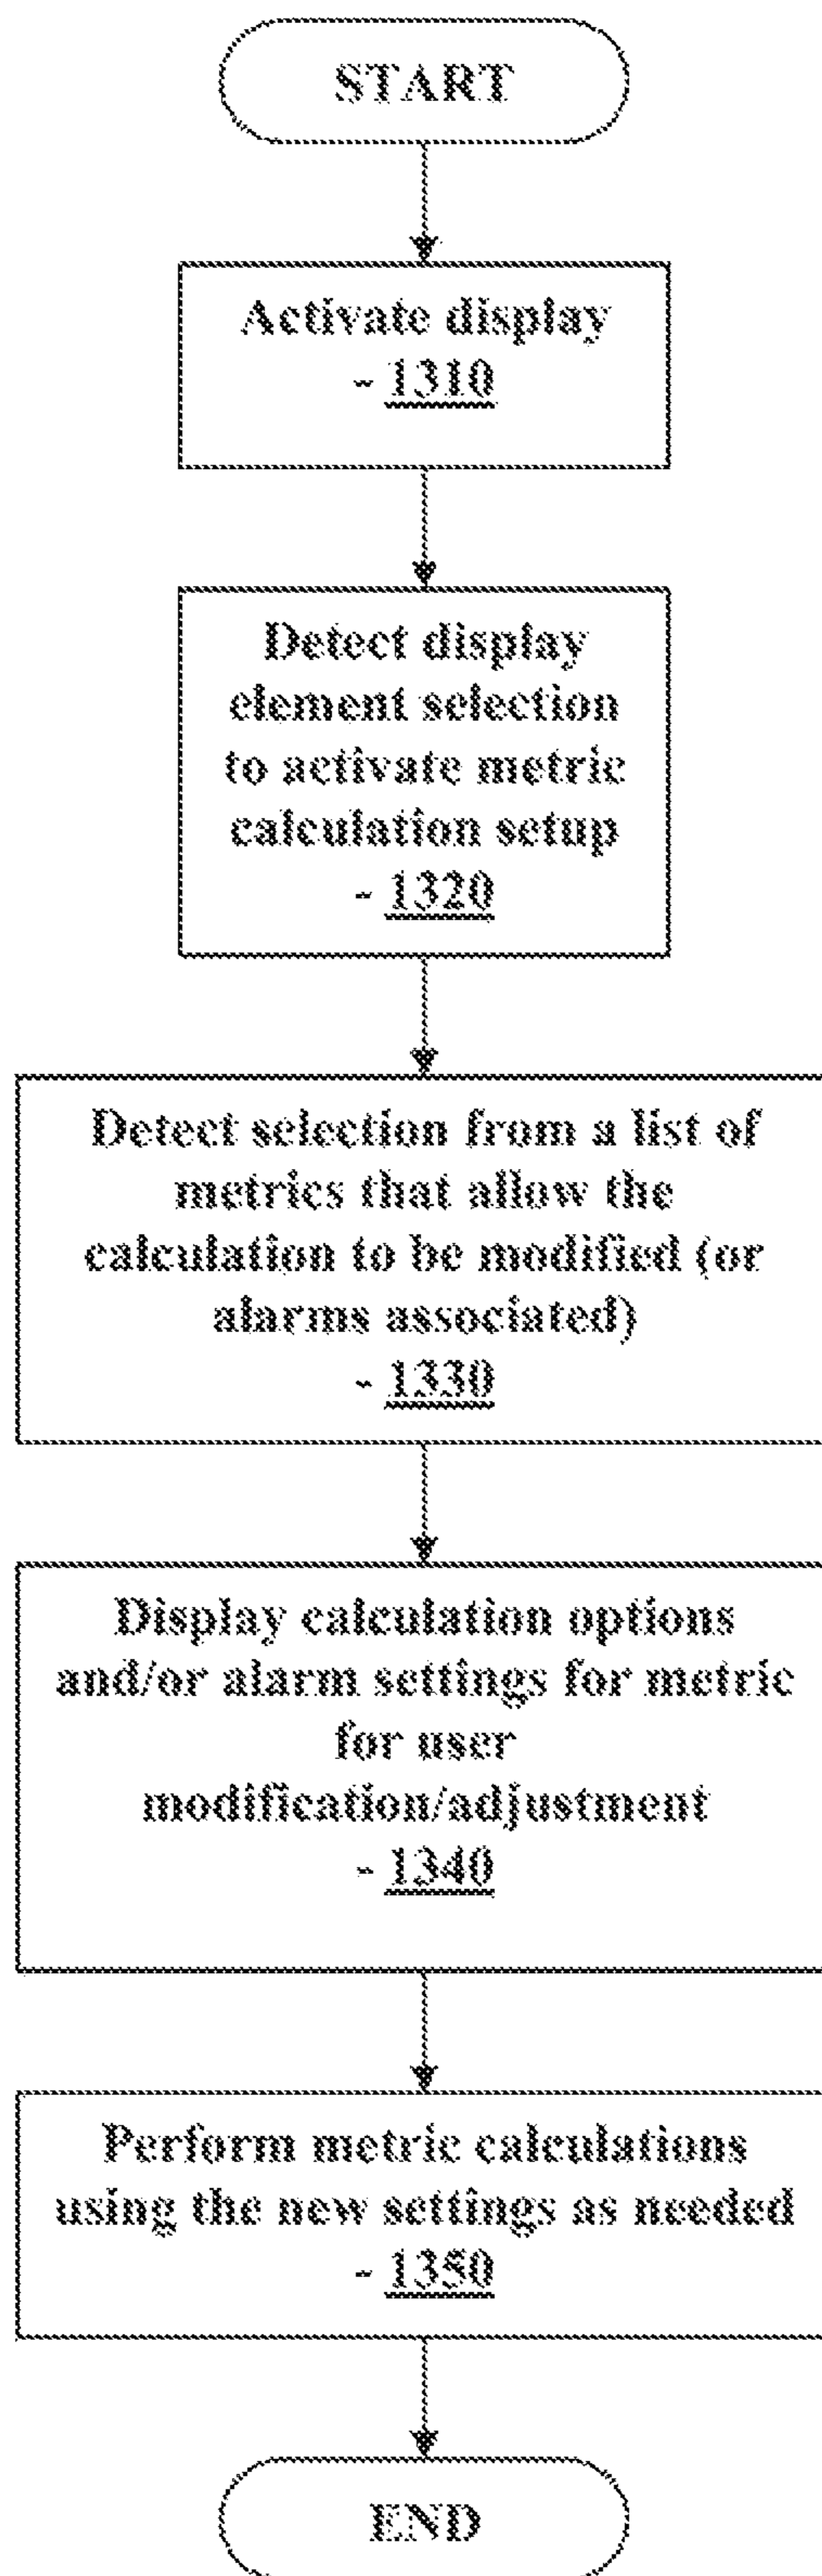 START
Activate display
- 1310
Detect display
element selection
to activate metric
calculation setup
- 1320
Detect selection from a list of
metrics that allow the
calculation to be modified (or
alarms associated)
- 1330
Display calculation options
and/or alarm settings for metric
for user
modification/adjustment
- 1340
Perform metric calculations
using the new settings as needed
- 1350
END